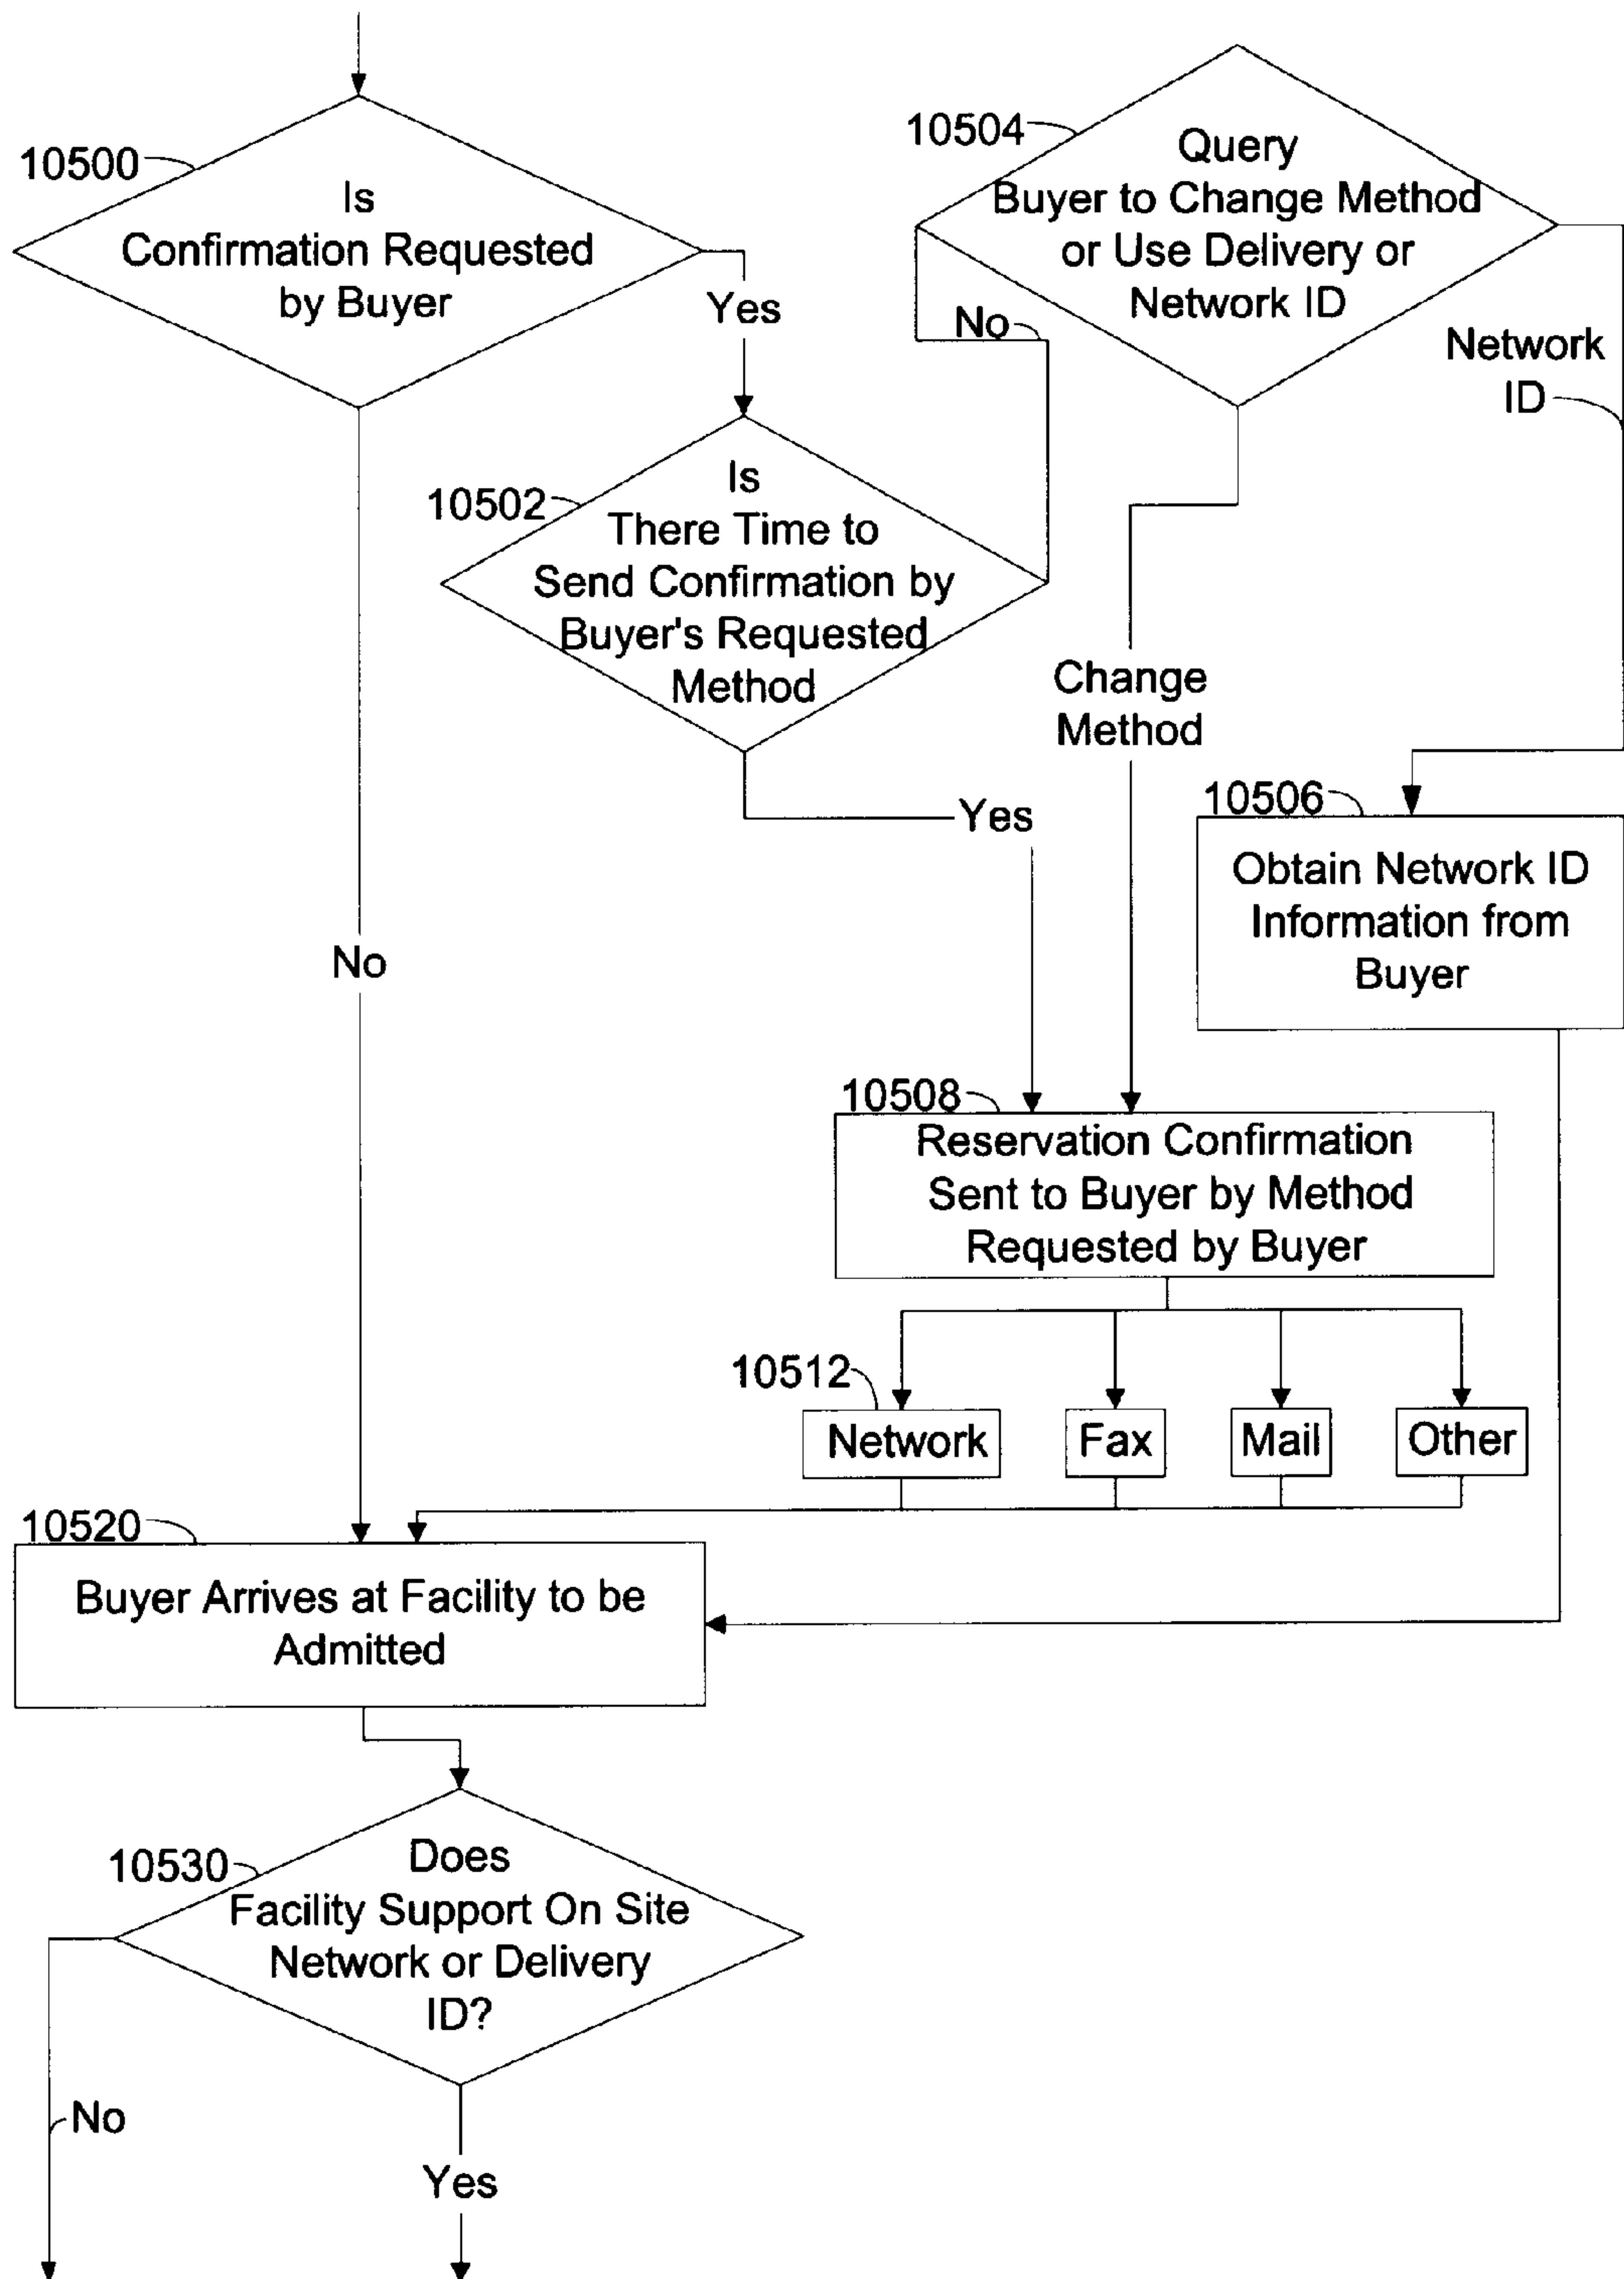 10500
Is
Confirmation Requested
by Buyer
Yes
10504
Query
Buyer to Change Method
or Use Delivery or
Network ID
No
Network
ID
10502
Is
There Time to
Send Confirmation by
Buyer's Requested
Method
Change
Method
Yes
10506
Obtain Network ID
Information from
Buyer
No
10508
Reservation Confirmation
Sent to Buyer by Method
Requested by Buyer
10512
Network
Fax
Mail
Other
10520
Buyer Arrives at Facility to be
Admitted
10530
Does
Facility Support On Site
Network or Delivery
ID?
No
Yes